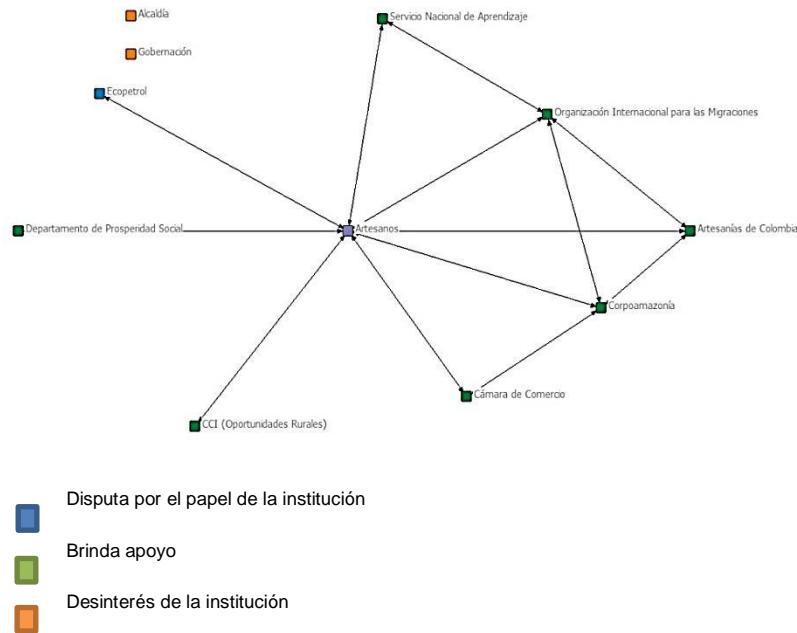 Alcaldía
Servicio Nacional de Aprendizaje
Gobernación
Ecopetrol
Organización Internacional para las Migraciones
Departamento de Prosperidad Social
Artesanos
Artesanías de Colombia
Corpoamazonía
Cámara de Comercio
CCI (Oportunidades Rurales)
Disputa por el papel de la institución
Brinda apoyo
Desinterés de la institución